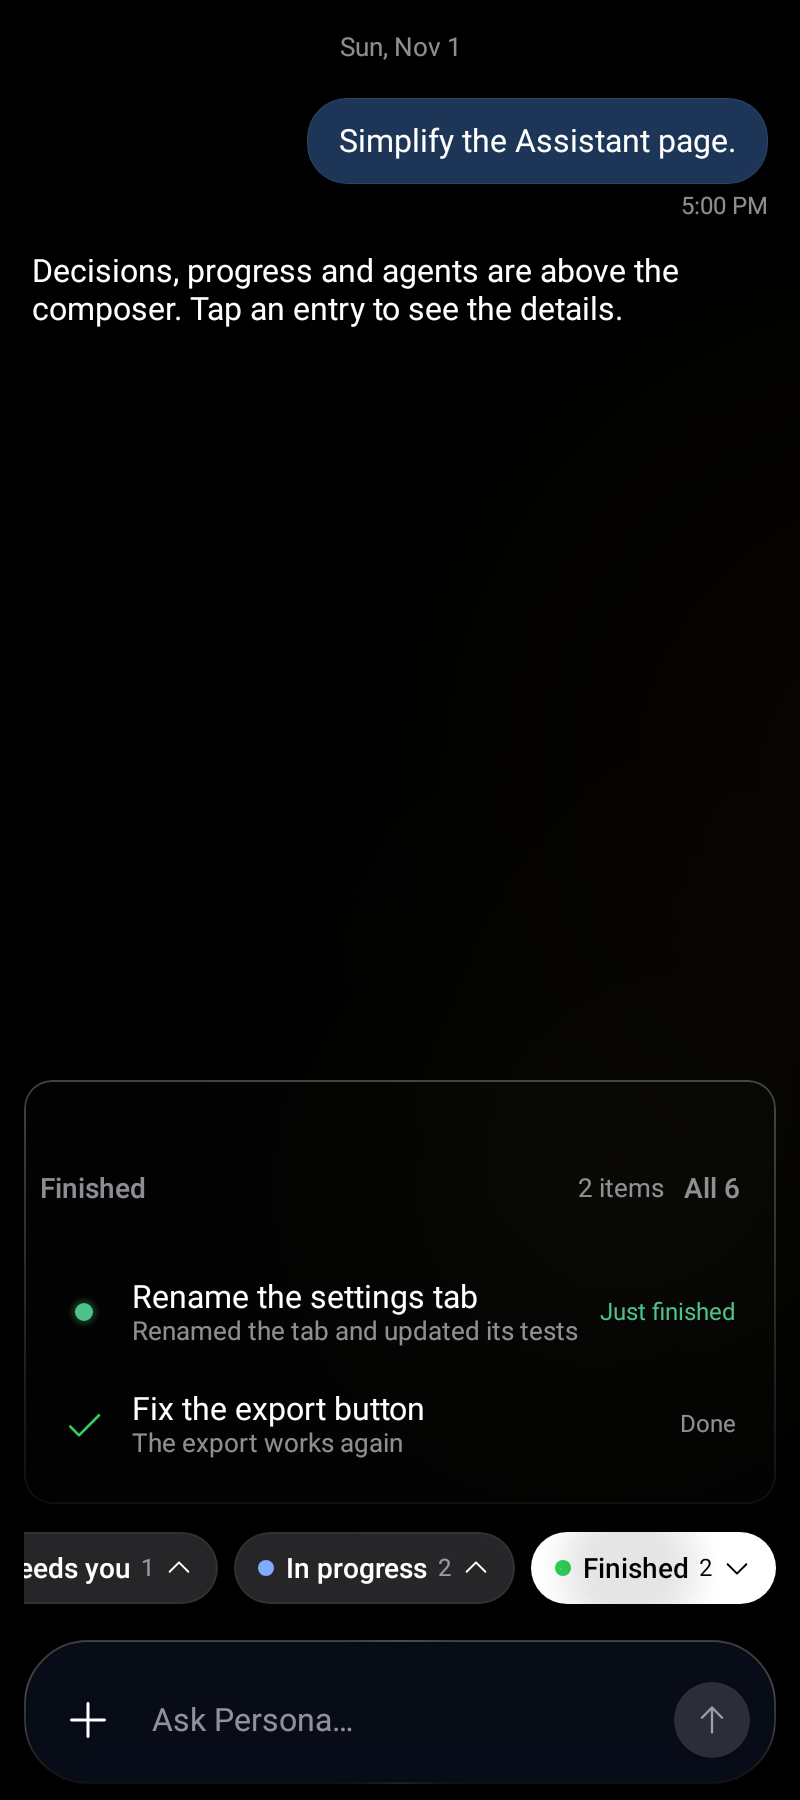 Sun, Nov 1
Simplify the Assistant page.
5:00 PM
Decisions, progress and agents are above the
composer. Tap an entry to see the details.
Finished 2 items All 6
Rename the settings tab
Renamed the tab and updated its tests
Just finished
Fix the export button
The export works again
Done
eeds you 1
In progress 2
Finished 2
Ask Persona...